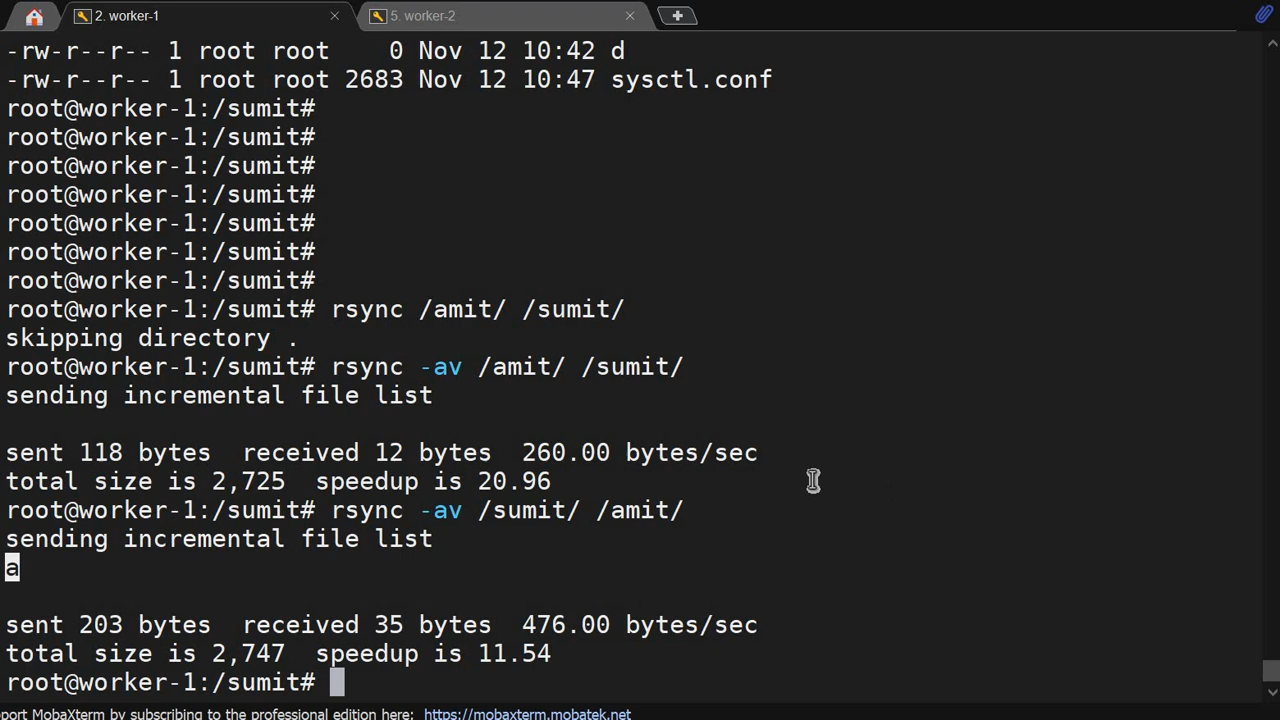 2. worker-1
5. worker-2
-rw-r--r-- 1 root root    0 Nov 12 10:42 d
-rw-r--r-- 1 root root 2683 Nov 12 10:47 sysctl.conf
root@worker-1:/sumit#
root@worker-1:/sumit#
root@worker-1:/sumit#
root@worker-1:/sumit#
root@worker-1:/sumit#
root@worker-1:/sumit#
root@worker-1:/sumit#
root@worker-1:/sumit# rsync /amit/ /sumit/
skipping directory .
root@worker-1:/sumit# rsync -av /amit/ /sumit/
sending incremental file list
sent 118 bytes  received 12 bytes  260.00 bytes/sec
total size is 2,725  speedup is 20.96
root@worker-1:/sumit# rsync -av /sumit/ /amit/
sending incremental file list
a
sent 203 bytes  received 35 bytes  476.00 bytes/sec
total size is 2,747  speedup is 11.54
root@worker-1:/sumit#
port MobaXterm by subscribing to the professional edition here: https://mobaxterm.mobatek.net